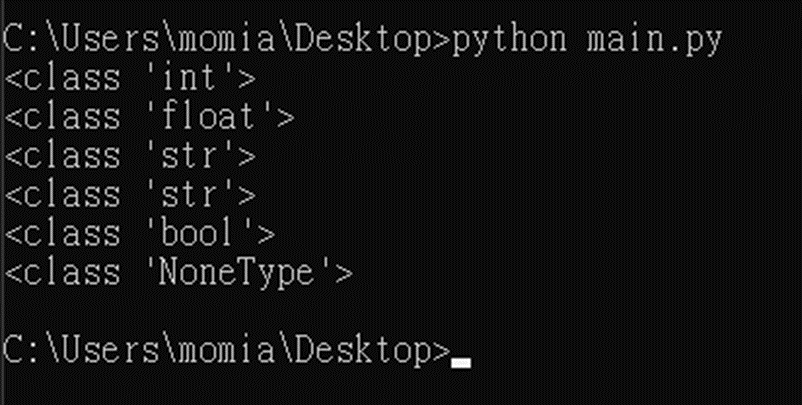 C:\Users\momia\Desktop>python main.py
<class 'int'>
<class 'float'>
<class 'str'>
<class 'str'>
<class 'bool'>
<class 'NoneType'>
C:\Users\momia\Desktop>